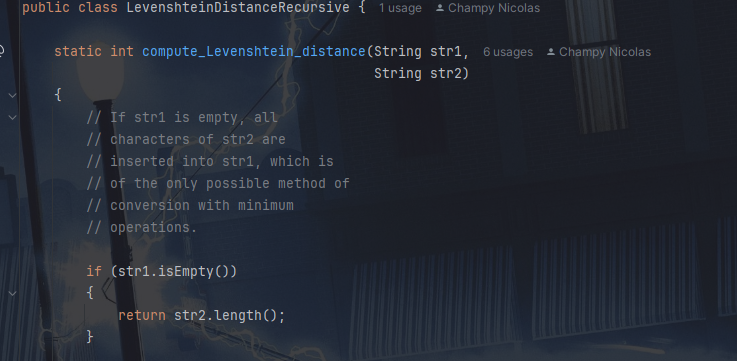 public class LevenshteinDistanceRecursive { 1 usage Champy Nicolas
static int compute_Levenshtein_distance(String str1, 6 usages Champy Nicolas
String str2)
{
// If str1 is empty, all
// characters of str2 are
// inserted into str1, which is
// of the only possible method of
// conversion with minimum
// operations.
if (str1.isEmpty())
{
return str2.length();
}